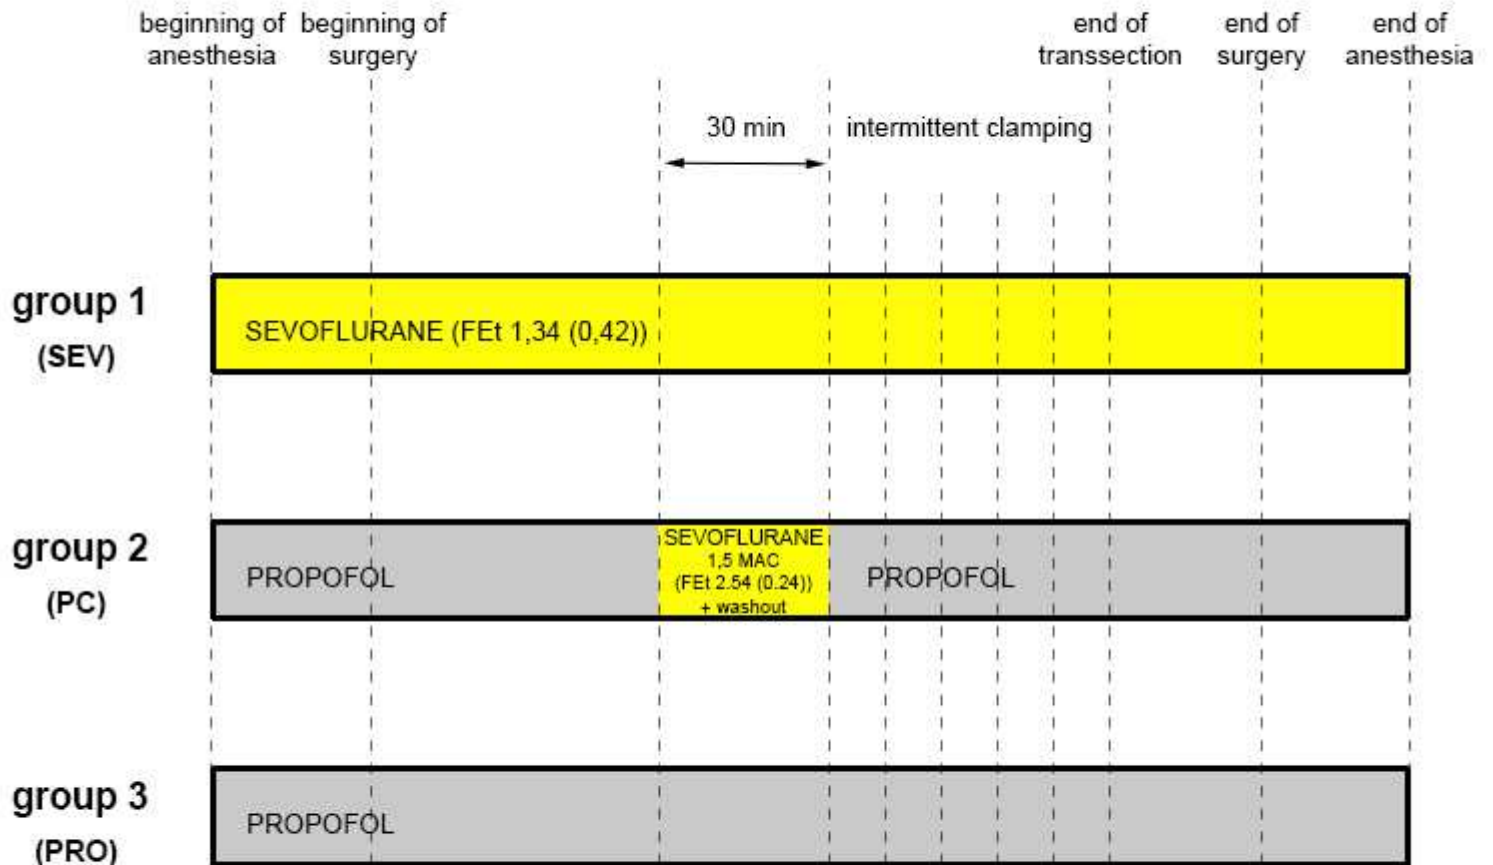 beginning of anesthesia
beginning of surgery
end of transsection
end of surgery
end of anesthesia
30 min
intermittent clamping
group 1
(SEV)
SEVOFLURANE (FEt 1,34 (0,42))
group 2
(PC)
PROPOFOL
SEVOFLURANE
1,5 MAC
(FEt 2.54 (0.24))
+ washout
PROPOFOL
group 3
(PRO)
PROPOFOL